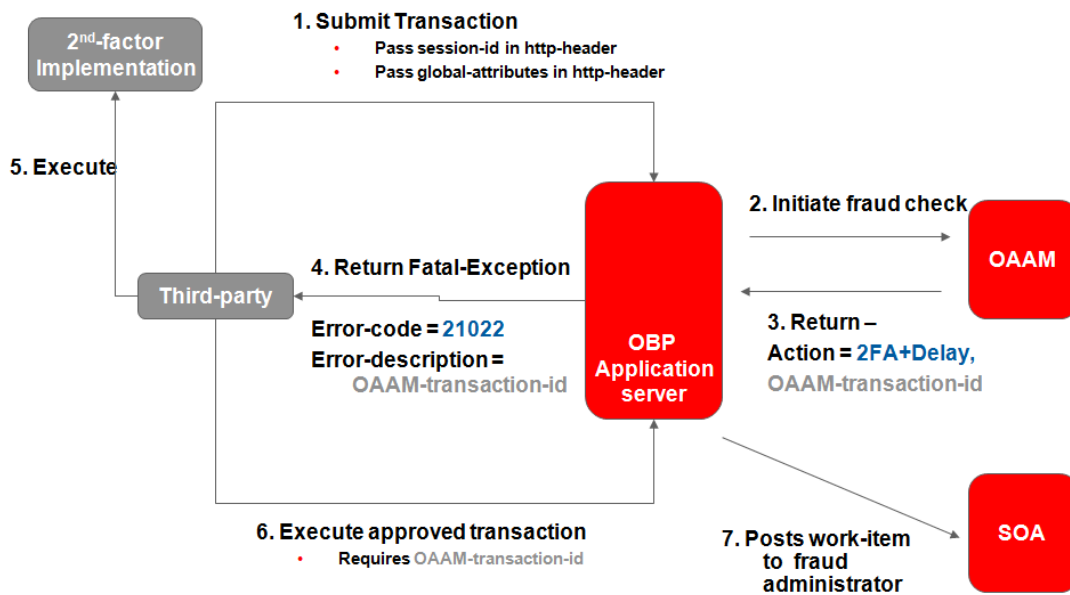 1. Submit Transaction
• Pass session-id in http-header
• Pass global-attributes in http-header
2nd-factor
Implementation
5. Execute
2. Initiate fraud check
OAAM
4. Return Fatal-Exception
Third-party
Error-code = 21022
Error-description =
OAAM-transaction-id
OBP
Application
server
3. Return –
Action = 2FA+Delay,
OAAM-transaction-id
6. Execute approved transaction
• Requires OAAM-transaction-id
7. Posts work-item
to fraud
administrator
SOA